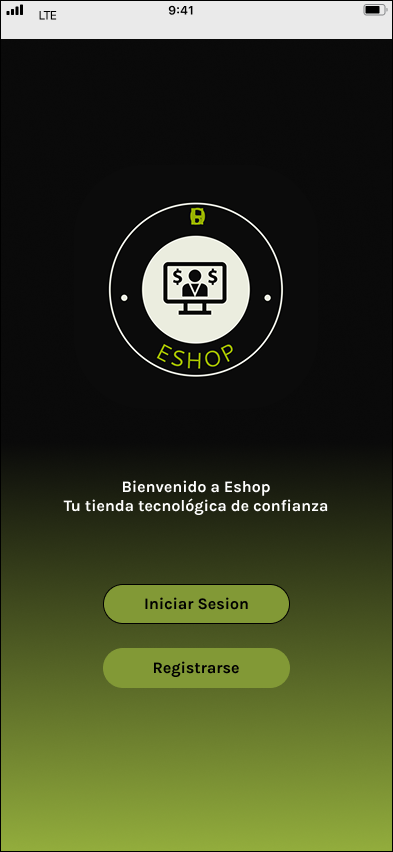 LTE
9:41
$ $
ESHOP
Bienvenido a Eshop
Tu tienda tecnológica de confianza
Iniciar Sesion
Registrarse